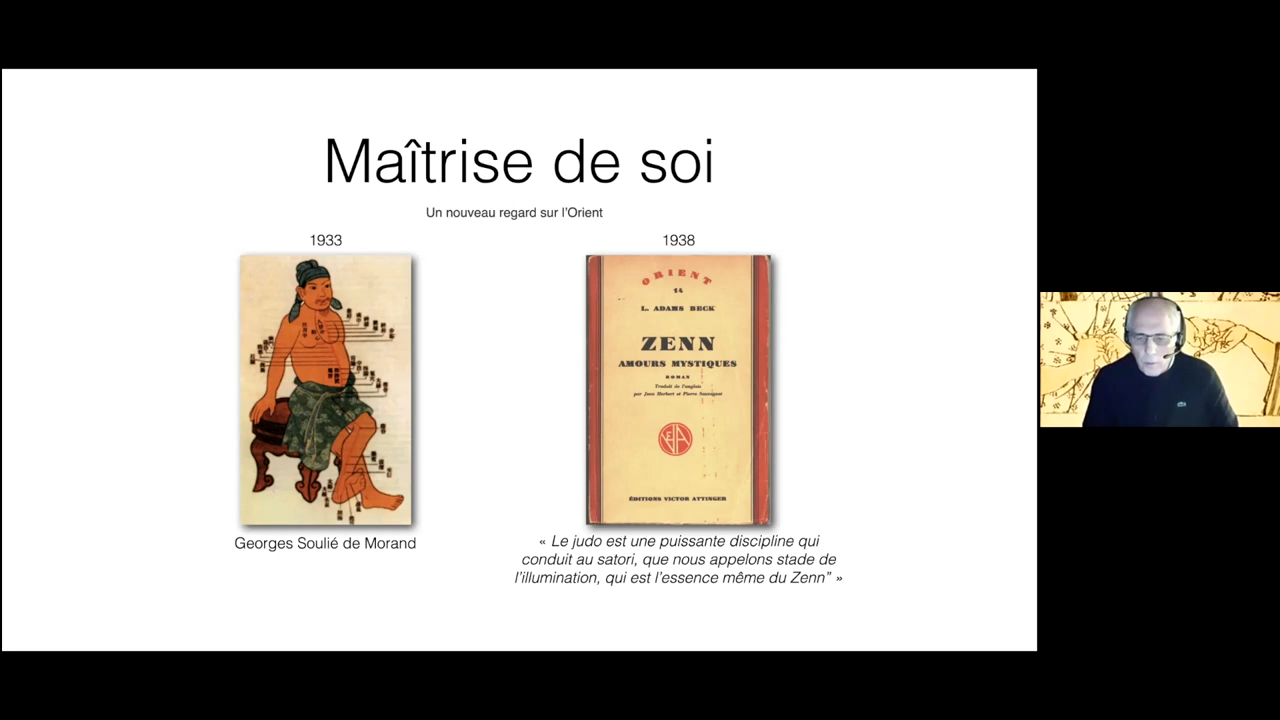 Maîtrise de soi
Un nouveau regard sur l'Orient
1933
1938
ORIENT
14
L. ADAMS BECK
ZENN
AMOURS MYSTIQUES
ROMAN
Traduit de l'anglais
par Jean Herbert et Pierre Sauvageot
ÉDITIONS VICTOR ATTINGER
Georges Soulié de Morand
« Le judo est une puissante discipline qui
conduit au satori, que nous appelons stade de
l'illumination, qui est l'essence même du Zenn” »